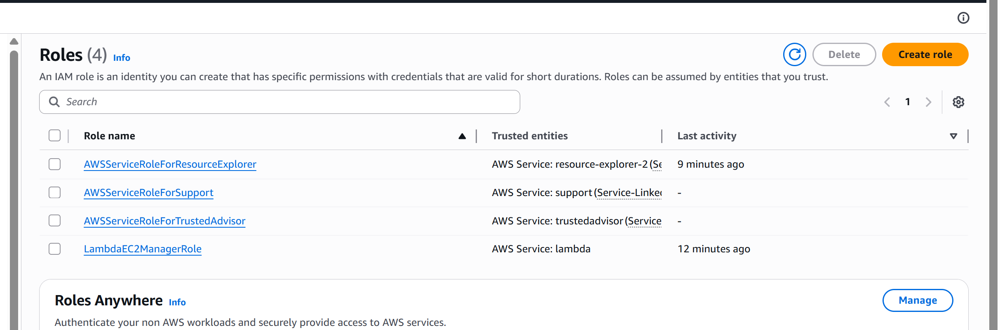 Roles (4) Info
Delete
Create role
An IAM role is an identity you can create that has specific permissions with credentials that are valid for short durations. Roles can be assumed by entities that you trust.
Search
1
Role name Trusted entities Last activity
AWSServiceRoleForResourceExplorer AWS Service: resource-explorer-2 (Se 9 minutes ago
AWSServiceRoleForSupport AWS Service: support (Service-Linked -
AWSServiceRoleForTrustedAdvisor AWS Service: trustedadvisor (Service -
LambdaEC2ManagerRole AWS Service: lambda 12 minutes ago
Roles Anywhere Info
Manage
Authenticate your non AWS workloads and securely provide access to AWS services.